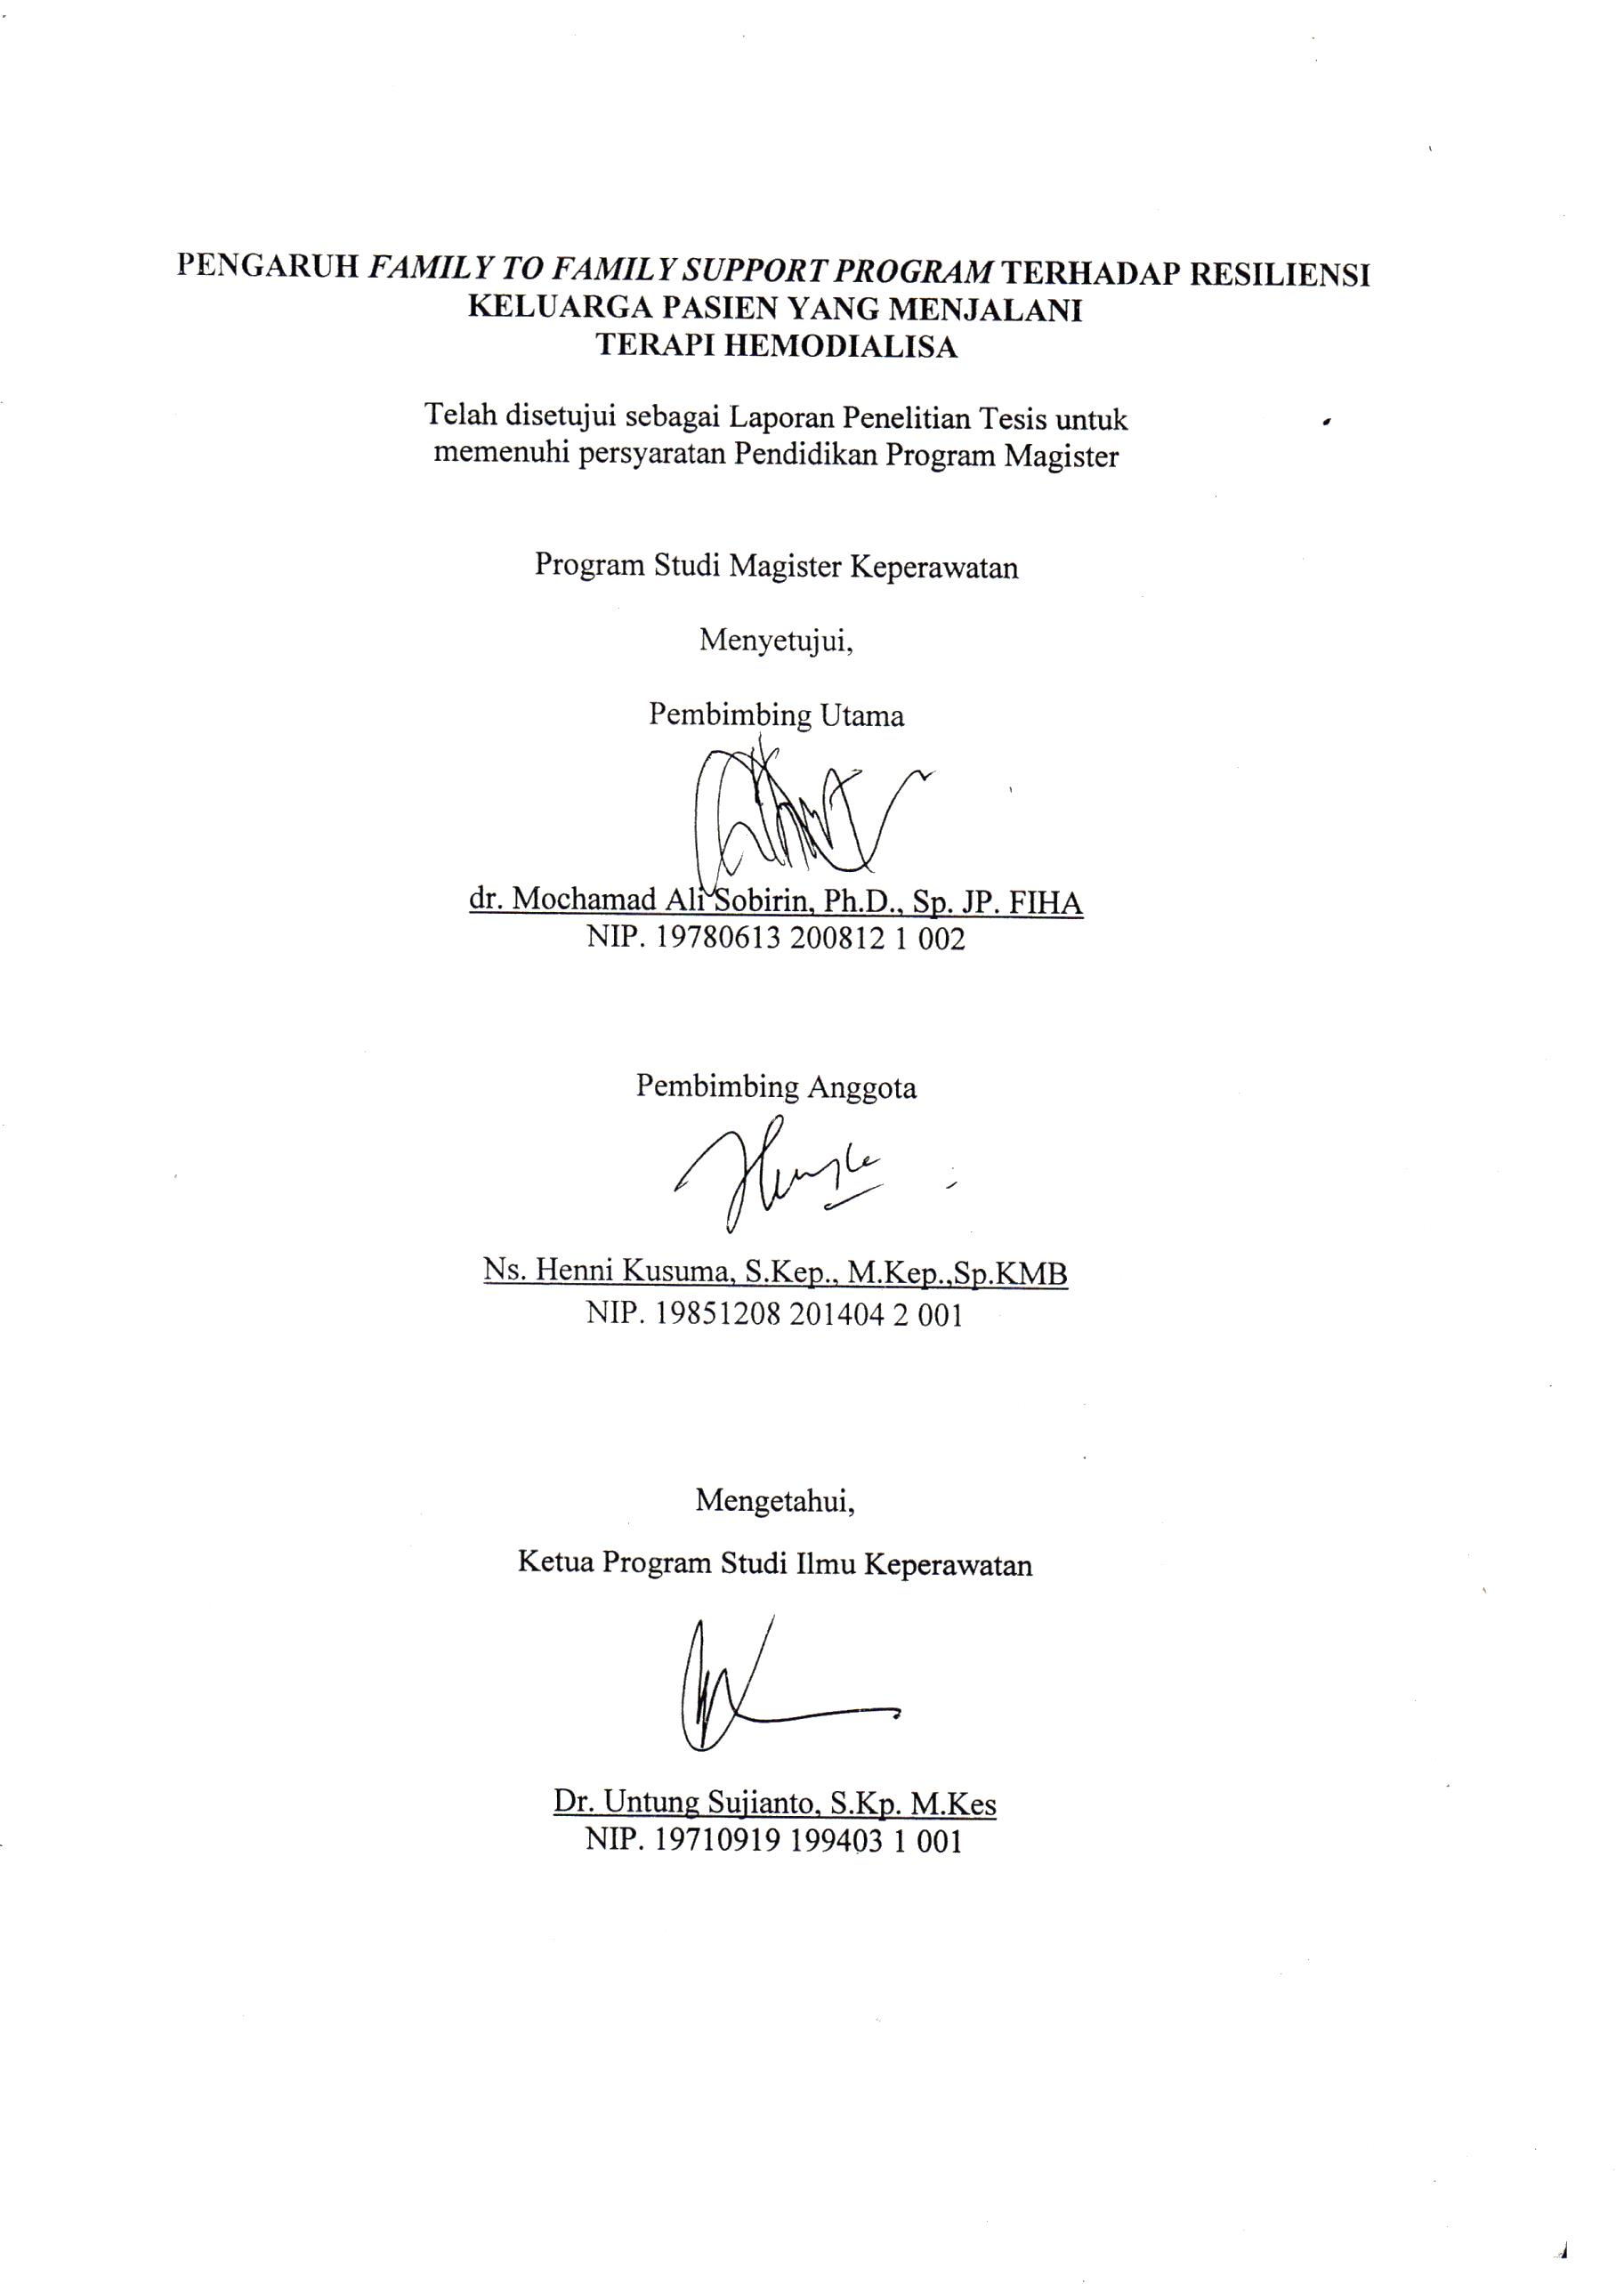 PENGARUH FAMILY TO FAMILY SUPPORT PROGRAM TERHADAP RESILIENSI
KELUARGA PASIEN YANG MENJALANI
TERAPI HEMODIALISA
Telah disetujui sebagai Laporan Penelitian Tesis untuk
memenuhi persyaratan Pendidikan Program Magister
Program Studi Magister Keperawatan
Menyetujui,
Pembimbing Utama
dr. Mochamad Ali Sobirin, Ph.D., Sp. JP. FIHA
NIP. 19780613 200812 1 002
Pembimbing Anggota
Ns. Henni Kusuma, S.Kep., M.Kep.,Sp.KMB
NIP. 19851208 201404 2 001
Mengetahui,
Ketua Program Studi Ilmu Keperawatan
Dr. Untung Sujianto, S.Kp. M.Kes
NIP. 19710919 199403 1 001